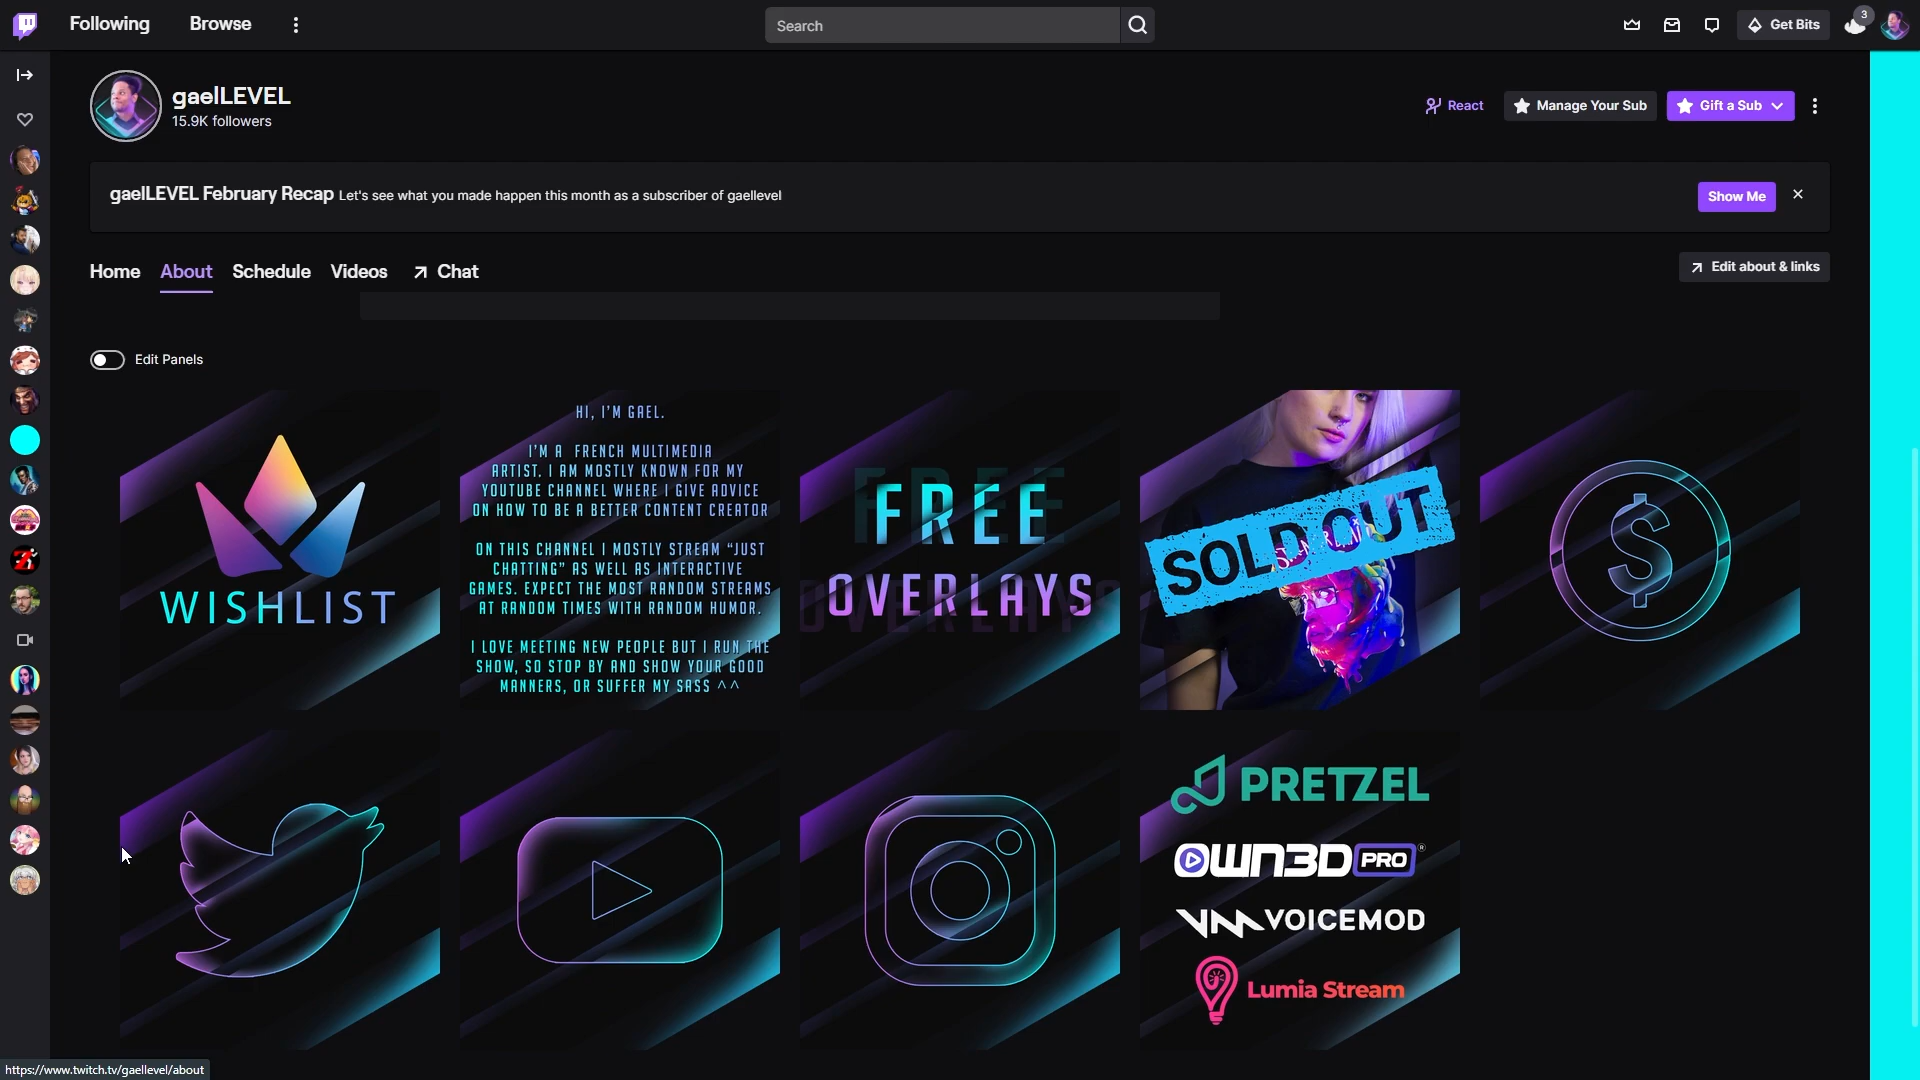 Following
Browse
Search
Get Bits
3
gaelLEVEL
15.9K followers
React
Manage Your Sub
Gift a Sub
gaelLEVEL February Recap Let's see what you made happen this month as a subscriber of gaellevel
Show Me
Home
About
Schedule
Videos
Chat
Edit about & links
Edit Panels
WISHLIST
HI, I'M GAEL.
I'M A FRENCH MULTIMEDIA
ARTIST. I AM MOSTLY KNOWN FOR MY
YOUTUBE CHANNEL WHERE I GIVE ADVICE
ON HOW TO BE A BETTER CONTENT CREATOR
ON THIS CHANNEL I MOSTLY STREAM "JUST
CHATTING" AS WELL AS INTERACTIVE
GAMES. EXPECT THE MOST RANDOM STREAMS
AT RANDOM TIMES WITH RANDOM HUMOR.
I LOVE MEETING NEW PEOPLE BUT I RUN THE
SHOW, SO STOP BY AND SHOW YOUR GOOD
MANNERS, OR SUFFER MY SASS ^^
FREE
OVERLAYS
SOLD OUT
$
PRETZEL
OWN3D PRO
VOICEMOD
Lumia Stream
https://www.twitch.tv/gaellevel/about